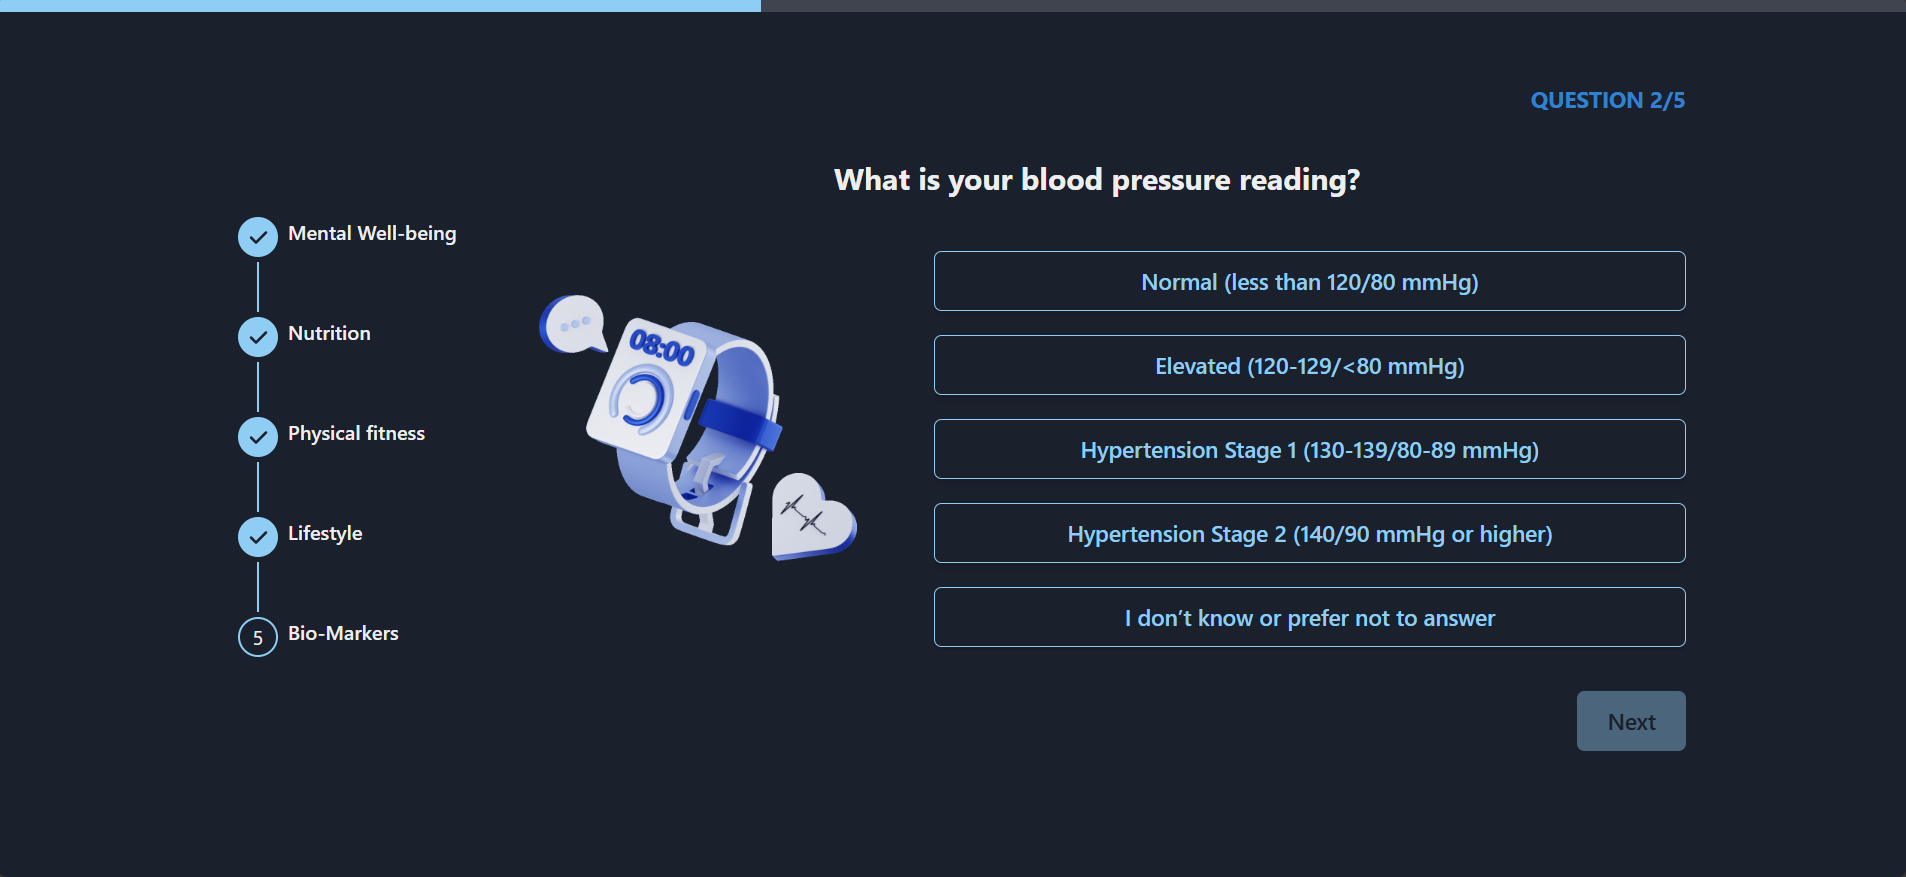 QUESTION 2/5
What is your blood pressure reading?
Mental Well-being
Nutrition
Physical fitness
Lifestyle
5 Bio-Markers
08:00
Normal (less than 120/80 mmHg)
Elevated (120-129/<80 mmHg)
Hypertension Stage 1 (130-139/80-89 mmHg)
Hypertension Stage 2 (140/90 mmHg or higher)
I don’t know or prefer not to answer
Next